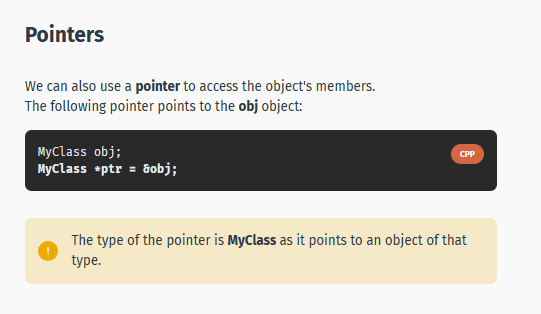 Pointers
We can also use a pointer to access the object's members.
The following pointer points to the obj object:
MyClass obj;
CPP
MyClass *ptr = &obj;
!
The type of the pointer is MyClass as it points to an object of that
type.